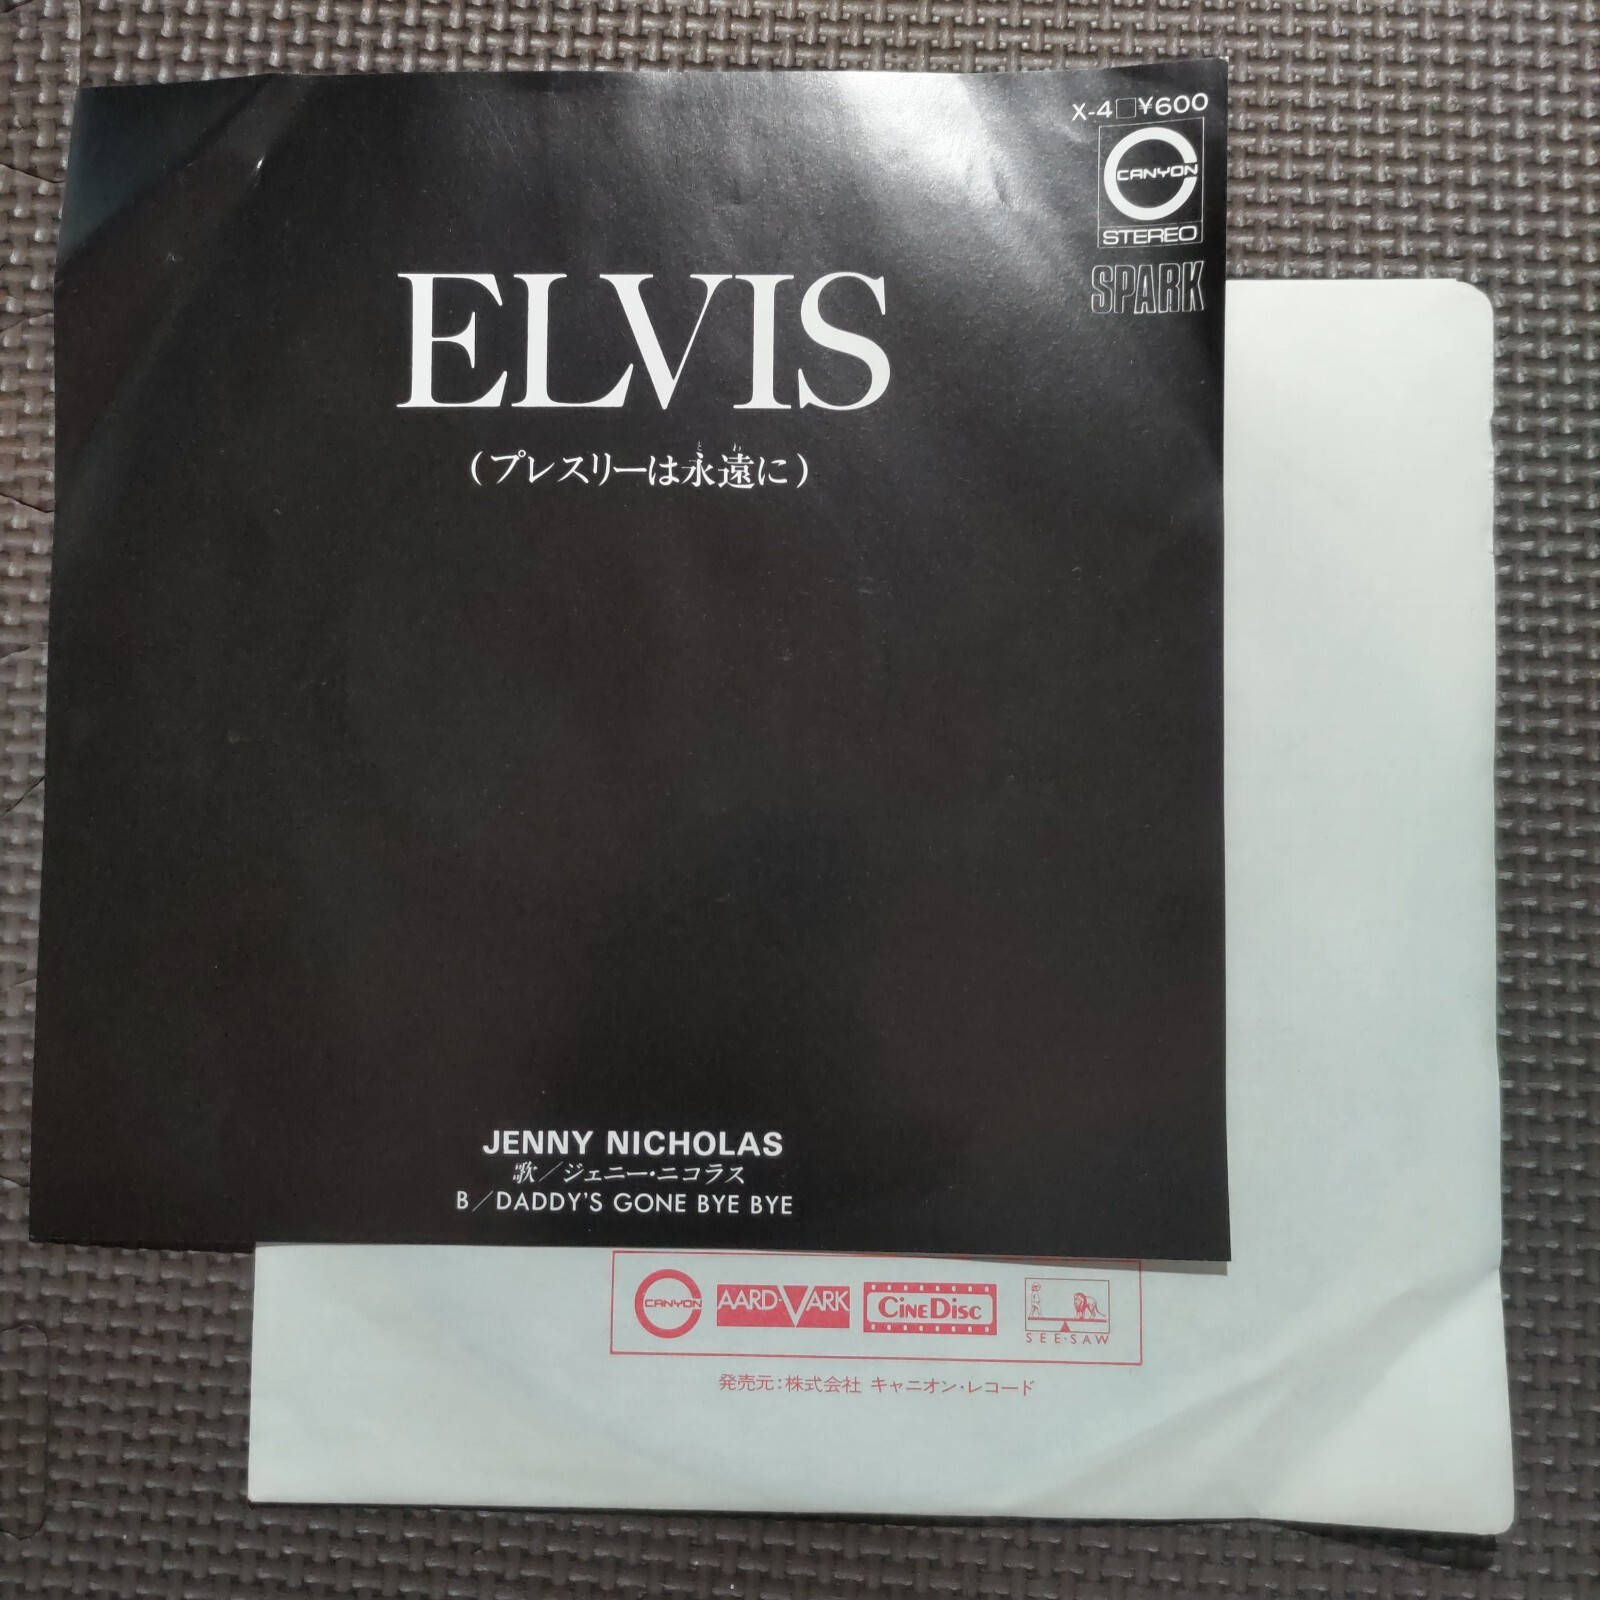 X-4□¥600
CANYON
STEREO
SPARK
ELVIS
とわ
(プレスリーは永遠に)
JENNY NICHOLAS
歌/ジェニー・ニコラス
B/DADDY'S GONE BYE BYE
CANYON
AARD-VARK
CINEDISC
SEE・SAW
発売元:株式会社 キャニオン・レコード